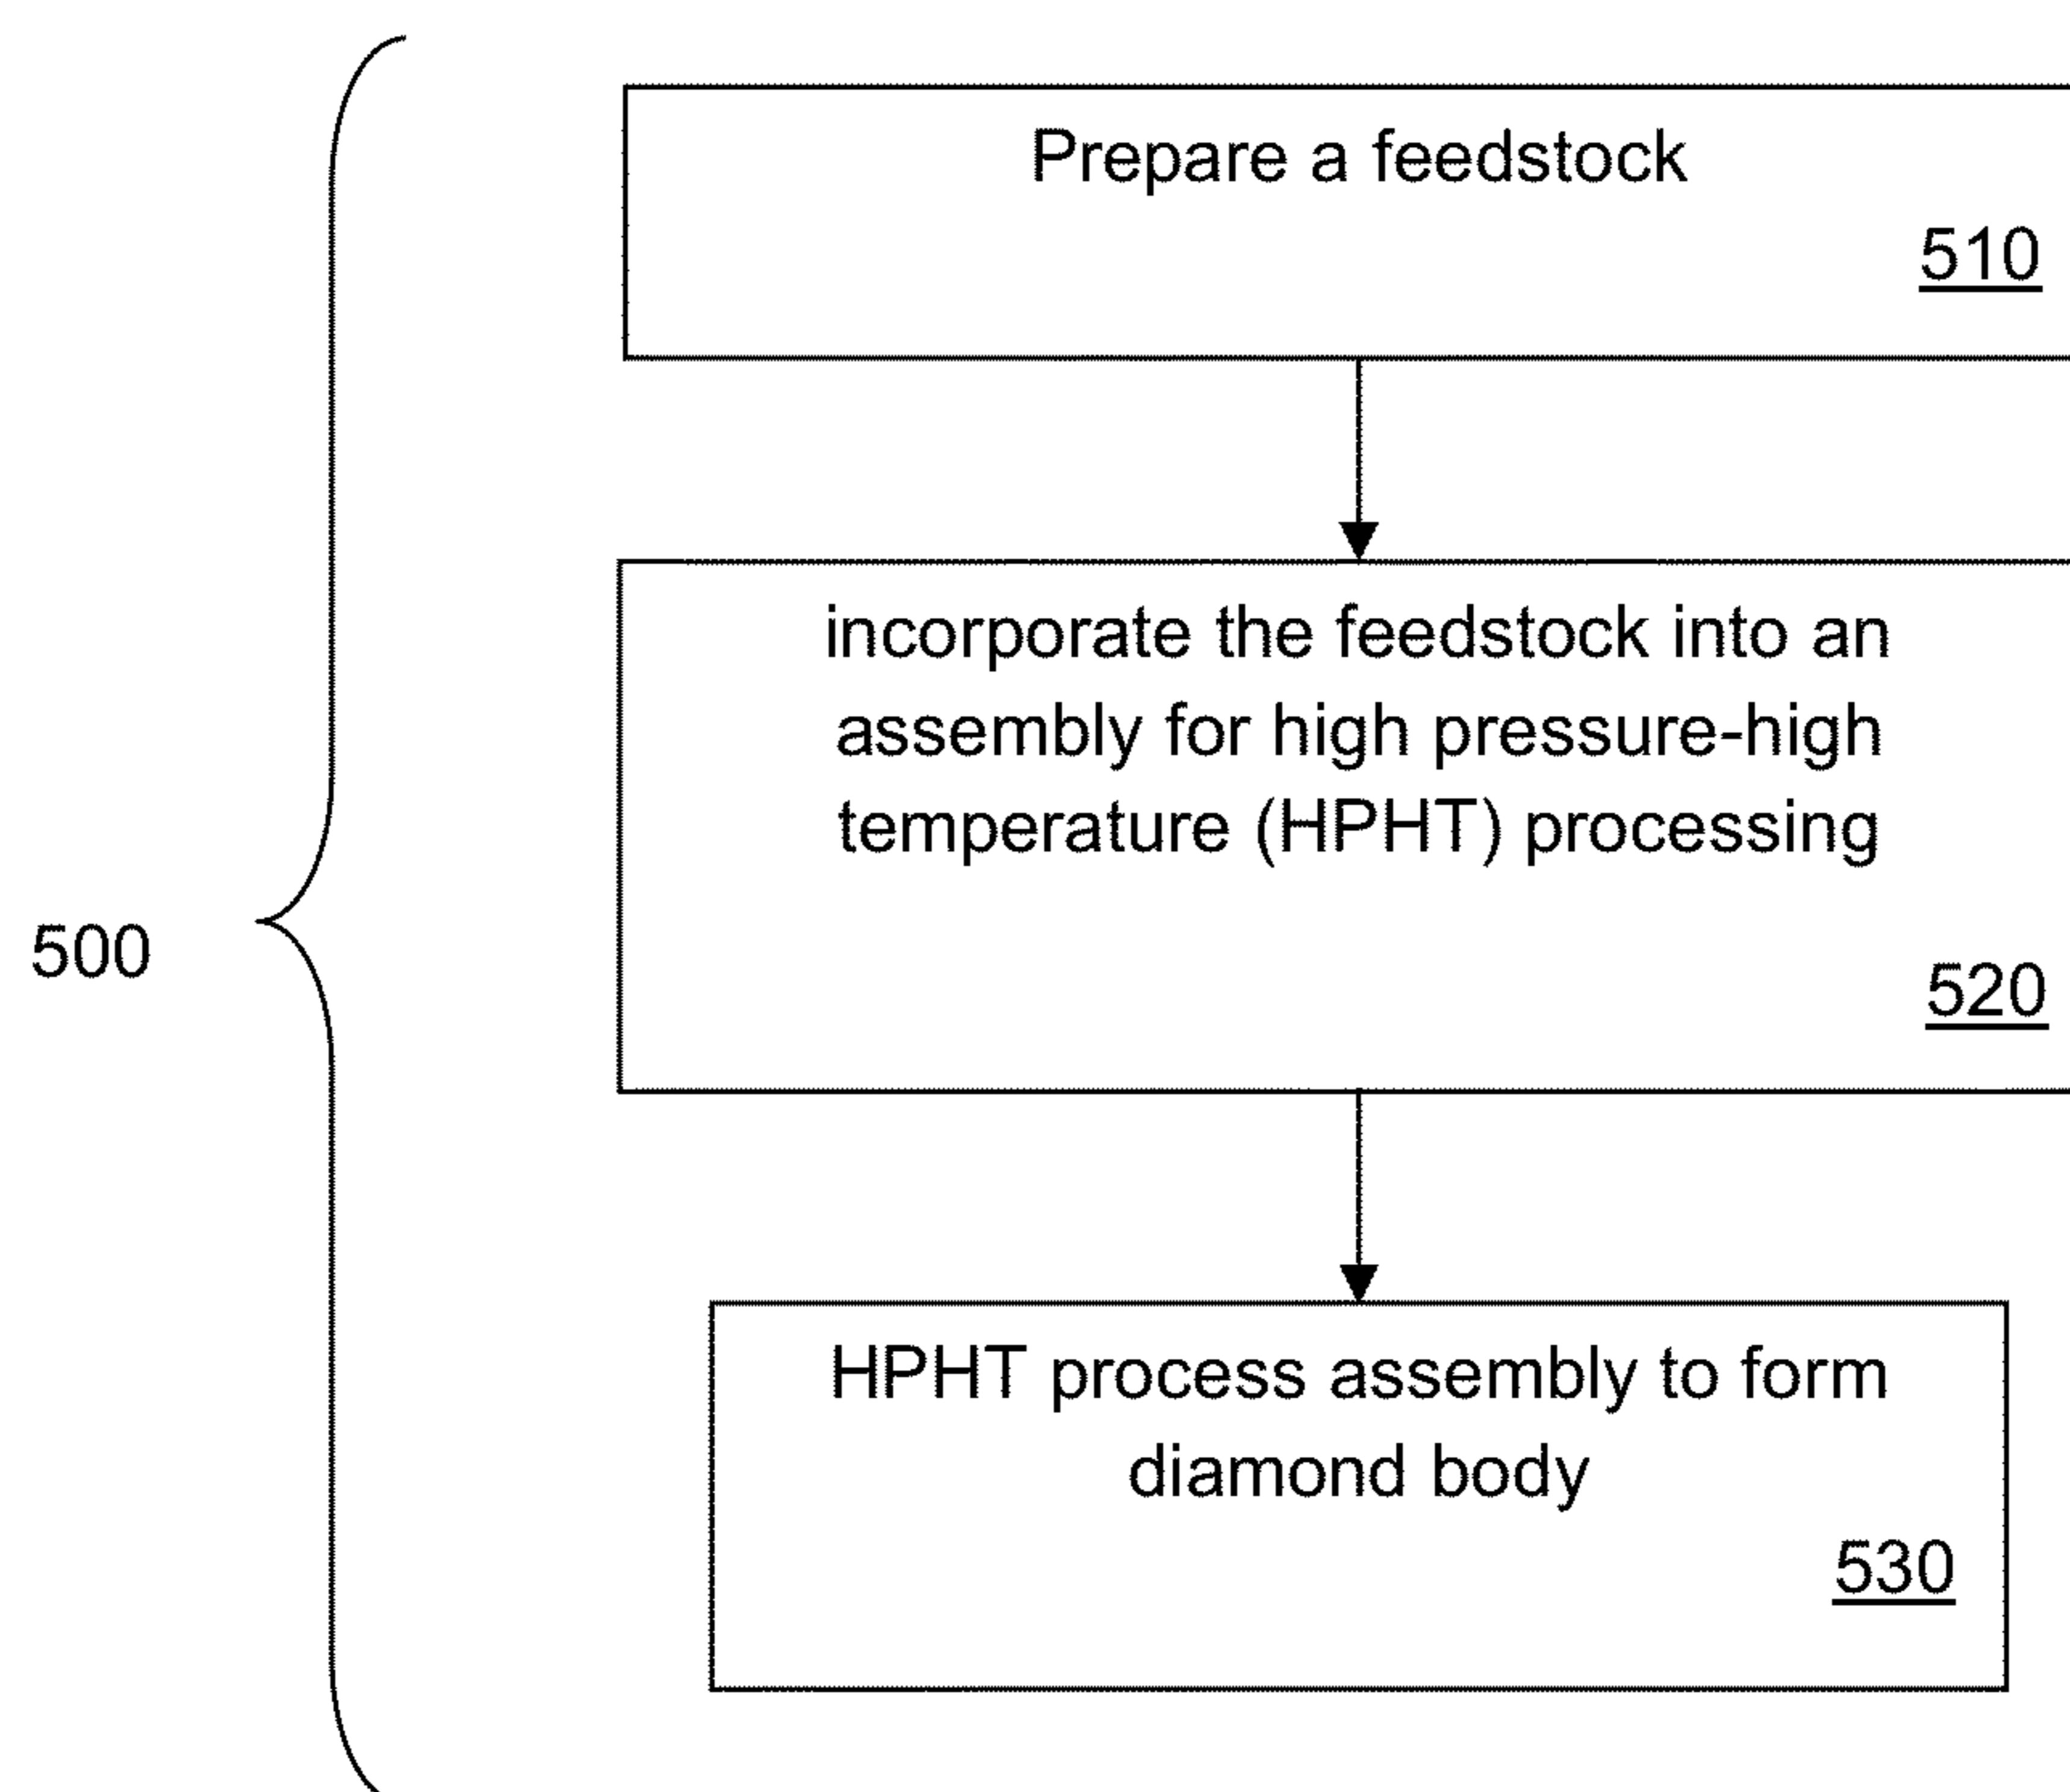 Prepare a feedstock
510
incorporate the feedstock into an
assembly for high pressure-high
temperature (HPHT) processing
500
520
HPHT process assembly to form
diamond body
530